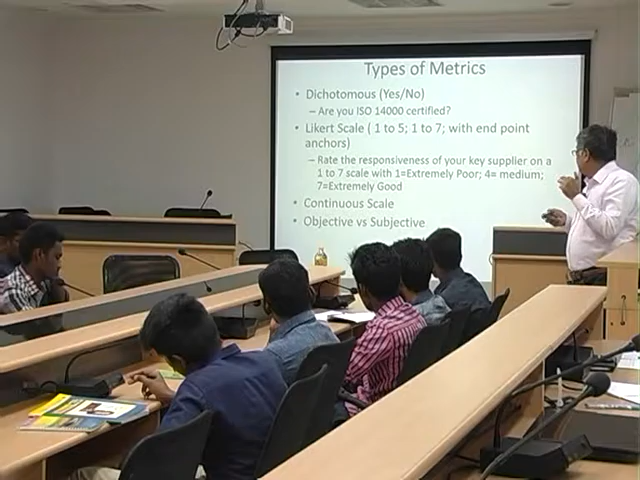 Types of Metrics
• Dichotomous (Yes/No)
– Are you ISO 14000 certified?
• Likert Scale ( 1 to 5; 1 to 7; with end point
anchors)
– Rate the responsiveness of your key supplier on a
1 to 7 scale with 1=Extremely Poor; 4= medium;
7=Extremely Good
• Continuous Scale
• Objective vs Subjective